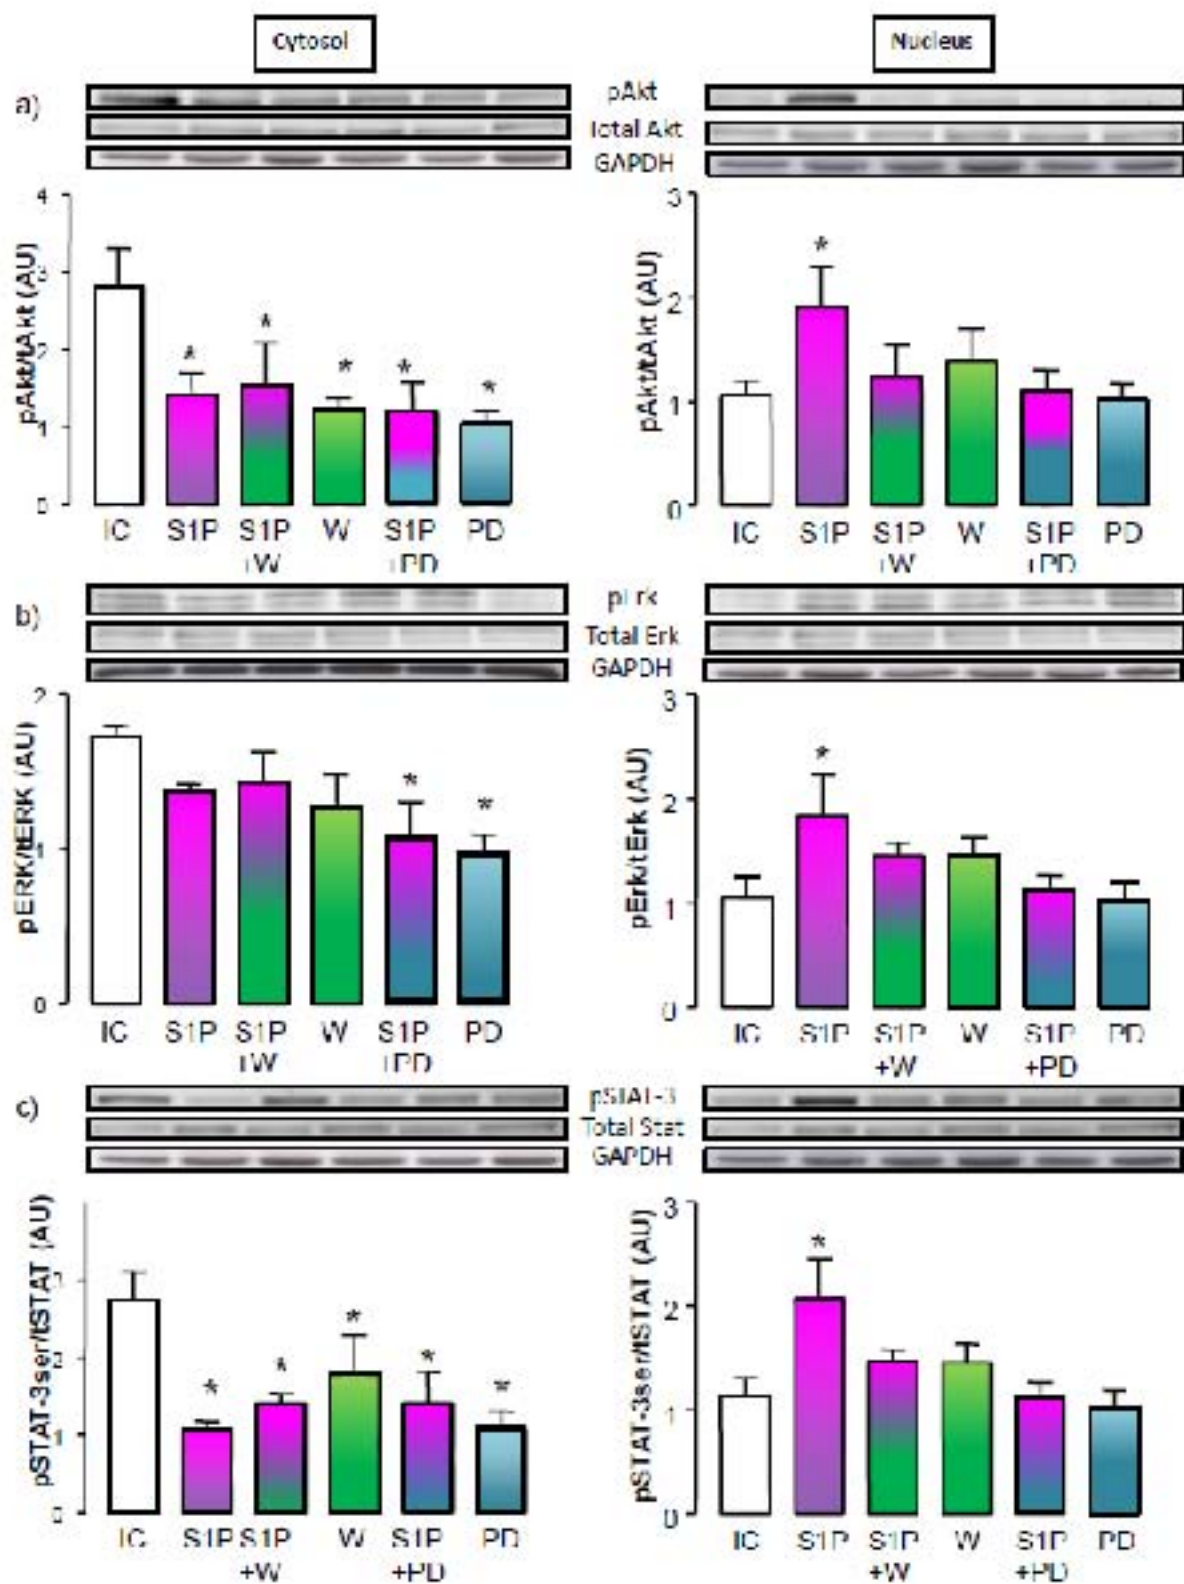 Cytosol
Nucleus
a)
pAkt
Total Akt
GAPDH
4
3
2
1
0
pAkt/tAkt (AU)
*
*
*
*
*
IC S1P S1P W S1P PD
+W +PD
3
2
1
0
pAkt/tAkt (AU)
*
IC S1P S1P W S1P PD
+W +PD
b)
pErk
Total Erk
GAPDH
2
1
0
pERK/tERK (AU)
*
*
IC S1P S1P W S1P PD
+W +PD
3
2
1
0
pErk/tErk (AU)
*
IC S1P S1P W S1P PD
+W +PD
c)
pSTAT-3
Total Stat
GAPDH
3
2
1
0
pSTAT-3ser/tSTAT (AU)
*
*
*
*
*
IC S1P S1P W S1P PD
+W +PD
3
2
1
0
pSTAT-3ser/tSTAT (AU)
*
IC S1P S1P W S1P PD
+W +PD